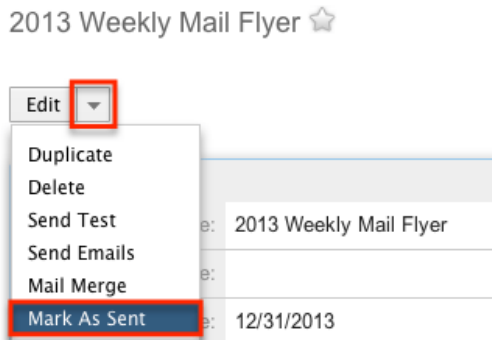 2013 Weekly Mail Flyer
Edit
Duplicate
Delete
Send Test
e: 2013 Weekly Mail Flyer
Send Emails
e:
Mail Merge
Mark As Sent
e: 12/31/2013